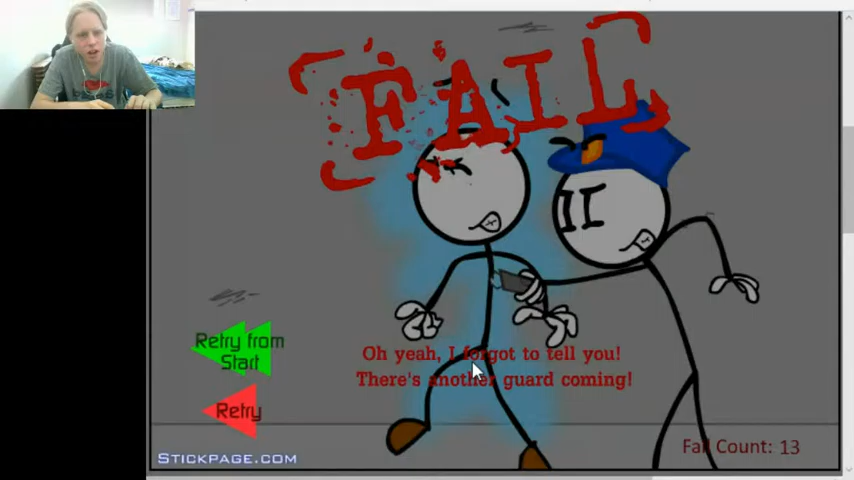 FAIL
Retry from
Start
Oh yeah, I forgot to tell you!
There's another guard coming!
Retry
Fail Count: 13
STICKPAGE.COM